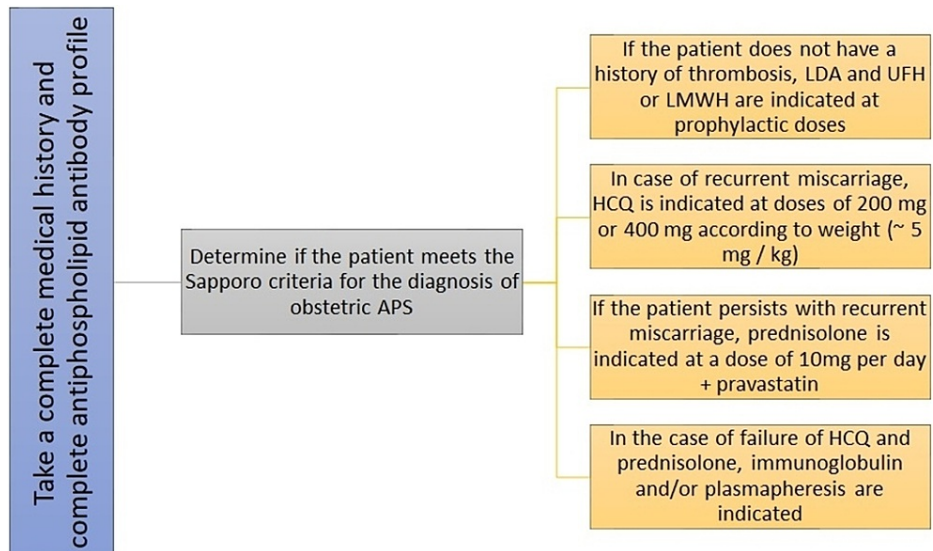 Take a complete medical history and
complete antiphospholipid antibody profile
Determine if the patient meets the
Sapporo criteria for the diagnosis of
obstetric APS
If the patient does not have a
history of thrombosis, LDA and UFH
or LMWH are indicated at
prophylactic doses
In case of recurrent miscarriage,
HCQ is indicated at doses of 200 mg
or 400 mg according to weight (~ 5
mg / kg)
If the patient persists with recurrent
miscarriage, prednisolone is
indicated at a dose of 10mg per day
+ pravastatin
In the case of failure of HCQ and
prednisolone, immunoglobulin
and/or plasmapheresis are
indicated